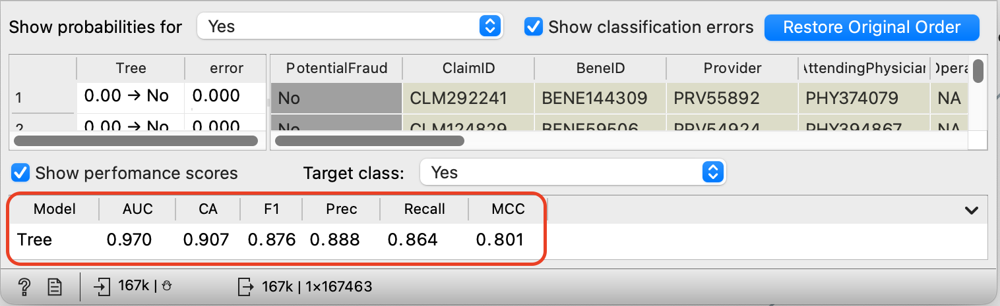 Show probabilities for Yes Show classification errors Restore Original Order
Tree error PotentialFraud ClaimID BeneID Provider AttendingPhysician Opera
1 0.00 → No 0.000 No CLM292241 BENE144309 PRV55892 PHY374079 NA
2 0.00 → No 0.000 No CLM124829 BENE59506 PRV54924 PHY394867 NA
Show perfomance scores Target class: Yes
Model AUC CA F1 Prec Recall MCC
Tree 0.970 0.907 0.876 0.888 0.864 0.801
? 167k | 167k | 1×167463